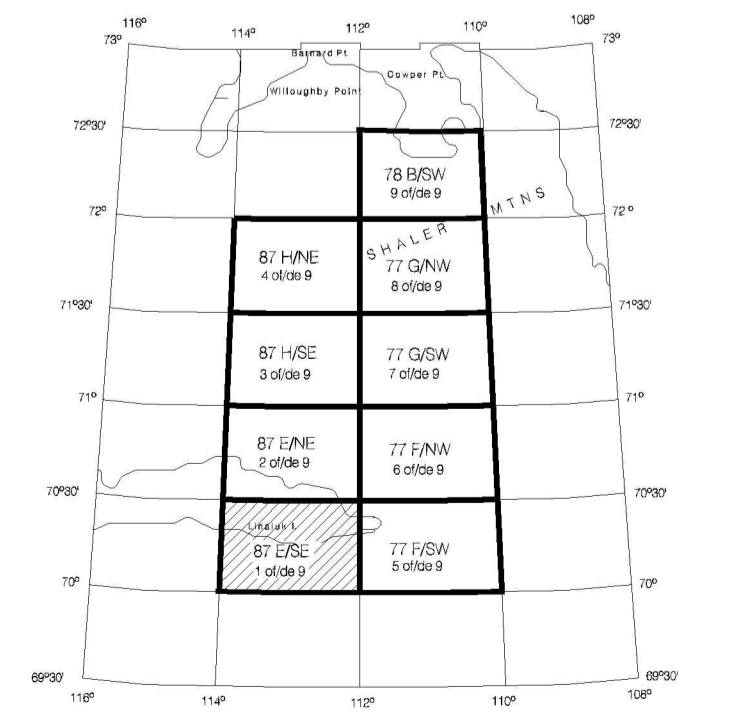 116° 114° 112° 110° 108°
73° 73°
Barnard Pt.
Cowper Pt.
Willoughby Point
72°30' 72°30'
78 B/SW
9 of/de 9
MTNS
72° 72°
SHALER
87 H/NE
4 of/de 9
77 G/NW
8 of/de 9
71°30' 71°30'
87 H/SE
3 of/de 9
77 G/SW
7 of/de 9
71° 71°
87 E/NE
2 of/de 9
77 F/NW
6 of/de 9
70°30' 70°30'
Linaluk I.
87 E/SE
1 of/de 9
77 F/SW
5 of/de 9
70° 70°
69°30' 69°30'
116° 114° 112° 110° 108°